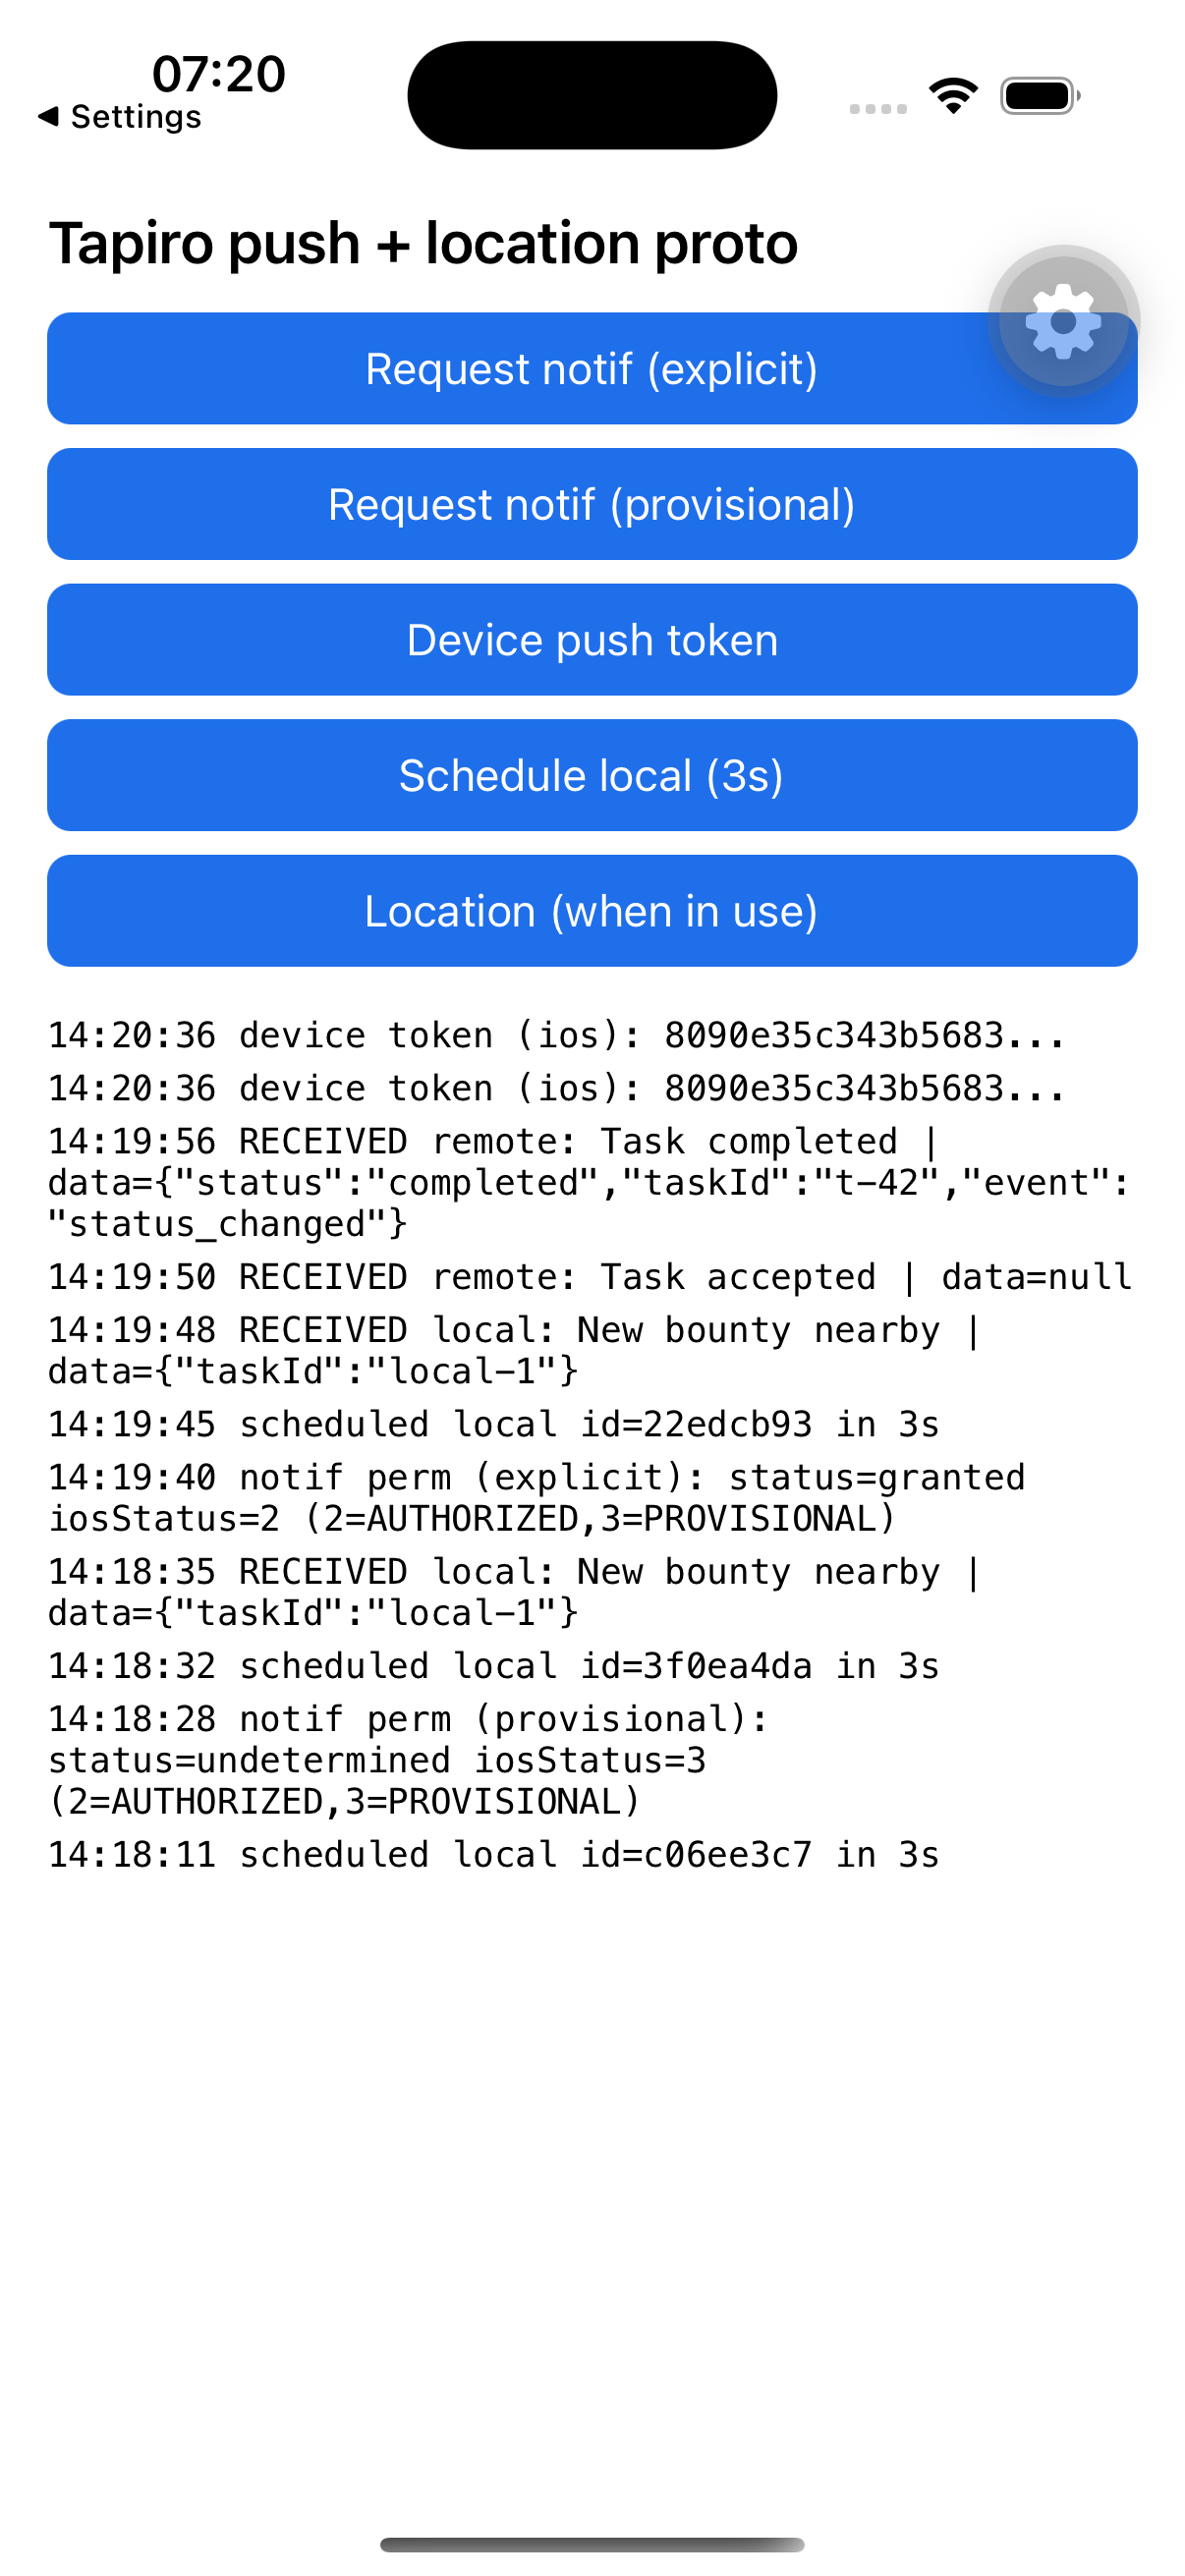 07:20
◀ Settings
Tapiro push + location proto
Request notif (explicit)
Request notif (provisional)
Device push token
Schedule local (3s)
Location (when in use)
14:20:36 device token (ios): 8090e35c343b5683...
14:20:36 device token (ios): 8090e35c343b5683...
14:19:56 RECEIVED remote: Task completed |
data={"status":"completed","taskId":"t-42","event":
"status_changed"}
14:19:50 RECEIVED remote: Task accepted | data=null
14:19:48 RECEIVED local: New bounty nearby |
data={"taskId":"local-1"}
14:19:45 scheduled local id=22edcb93 in 3s
14:19:40 notif perm (explicit): status=granted
iosStatus=2 (2=AUTHORIZED,3=PROVISIONAL)
14:18:35 RECEIVED local: New bounty nearby |
data={"taskId":"local-1"}
14:18:32 scheduled local id=3f0ea4da in 3s
14:18:28 notif perm (provisional):
status=undetermined iosStatus=3
(2=AUTHORIZED,3=PROVISIONAL)
14:18:11 scheduled local id=c06ee3c7 in 3s